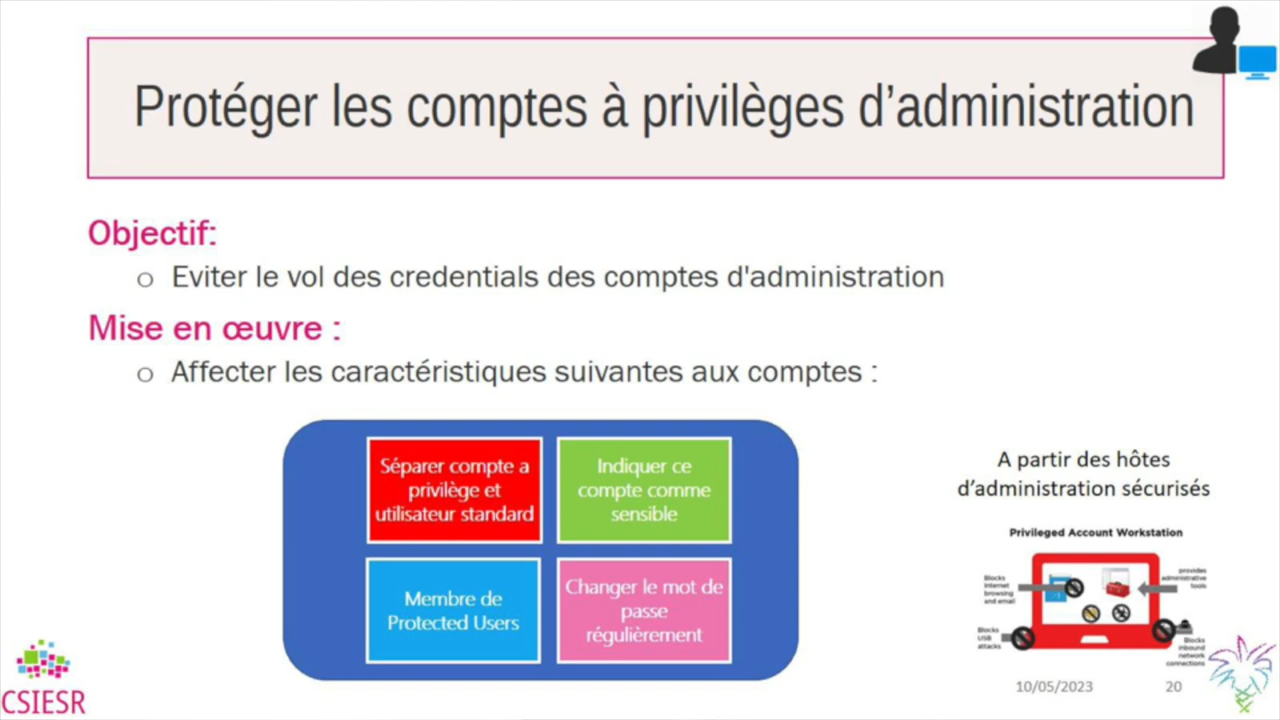 Protéger les comptes à privilèges d’administration
Objectif:
o Eviter le vol des credentials des comptes d'administration
Mise en œuvre :
o Affecter les caractéristiques suivantes aux comptes :
Séparer compte a
privilège et
utilisateur standard
Indiquer ce
compte comme
sensible
Membre de
Protected Users
Changer le mot de
passe
régulièrement
A partir des hôtes
d’administration sécurisés
Privileged Account Workstation
Blocks
Internet
browsing
and email
provides
administrative
tools
Blocks
USB
attacks
Blocks
inbound
network
connections
CSIESR
10/05/2023
20